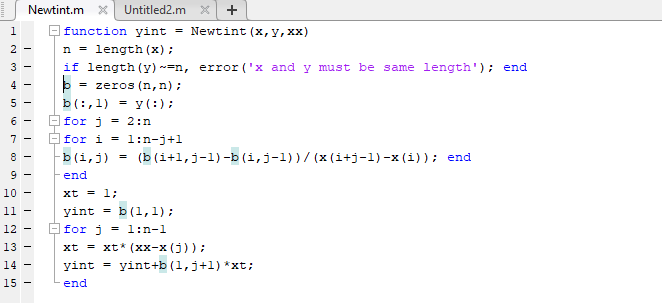 Newtint.m × Untitled2.m × +
1 function yint = Newtint(x,y,xx)
2 – n = length(x);
3 – if length(y)~=n, error('x and y must be same length'); end
4 – b = zeros(n,n);
5 – b(:,1) = y(:);
6 – for j = 2:n
7 – for i = 1:n-j+1
8 – b(i,j) = (b(i+1,j-1)-b(i,j-1))/(x(i+j-1)-x(i)); end
9 – end
10 – xt = 1;
11 – yint = b(1,1);
12 – for j = 1:n-1
13 – xt = xt*(xx-x(j));
14 – yint = yint+b(1,j+1)*xt;
15 – end